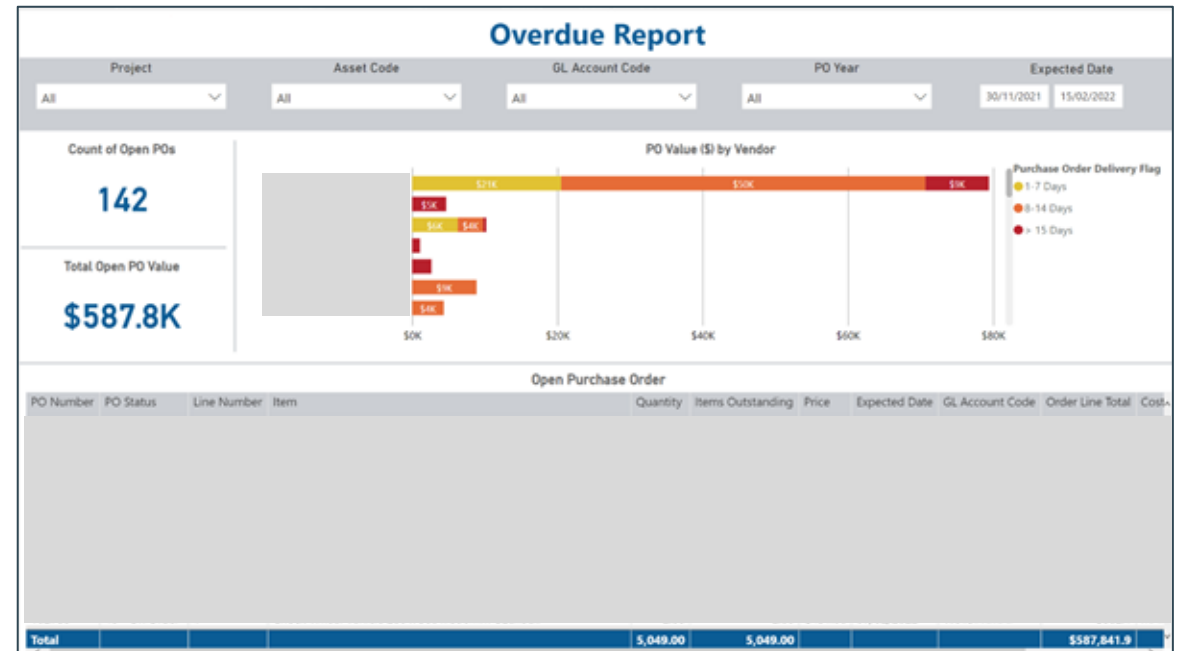 Overdue Report
Project Asset Code GL Account Code PO Year Expected Date
All All All All 30/11/2021 15/02/2022
Count of Open POs
142
Total Open PO Value
$587.8K
PO Value ($) by Vendor
$21K $50K $9K
$5K
$6K $4K
$9K
$4K
$0K $20K $40K $60K $80K
Purchase Order Delivery Flag
1-7 Days
8-14 Days
> 15 Days
Open Purchase Order
PO Number PO Status Line Number Item Quantity Items Outstanding Price Expected Date GL Account Code Order Line Total Cost
Total 5,049.00 5,049.00 $587,841.9